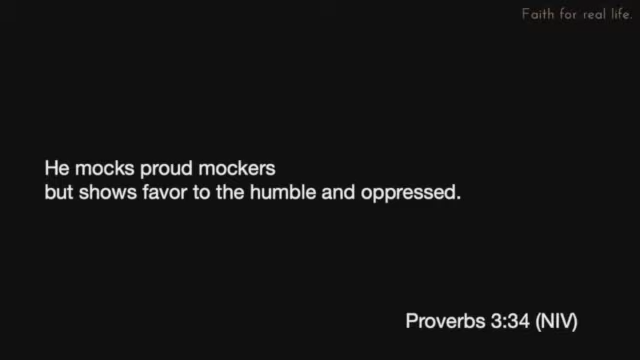 Faith for real life.
He mocks proud mockers
but shows favor to the humble and oppressed.
Proverbs 3:34 (NIV)